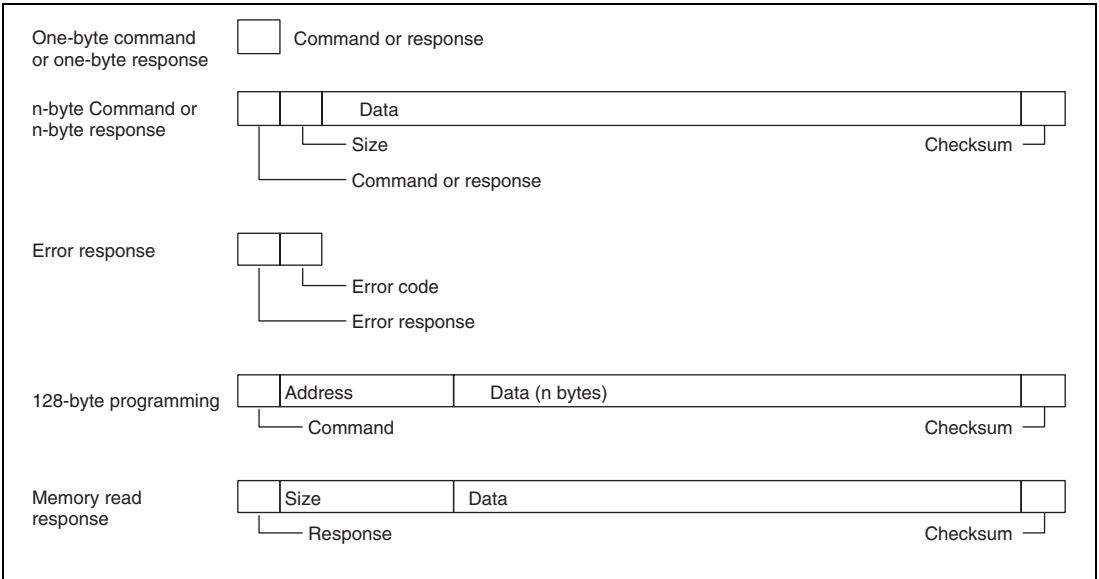 One-byte command
or one-byte response
Command or response
n-byte Command or
n-byte response
Data
Size
Checksum
Command or response
Error response
Error code
Error response
128-byte programming
Address
Data (n bytes)
Command
Checksum
Memory read
response
Size
Data
Response
Checksum